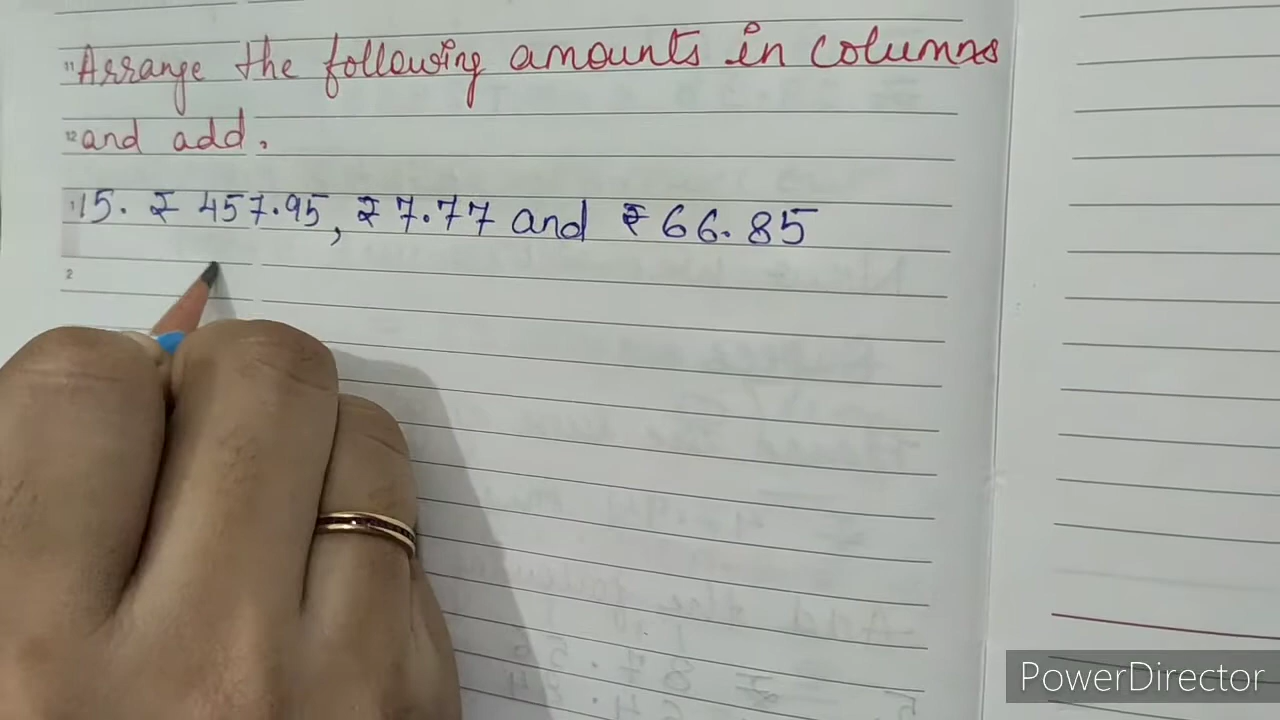 Arrange the following amounts in columns
and add.
15. ₹ 457.95, ₹ 7.77 and ₹ 66.85
PowerDirector